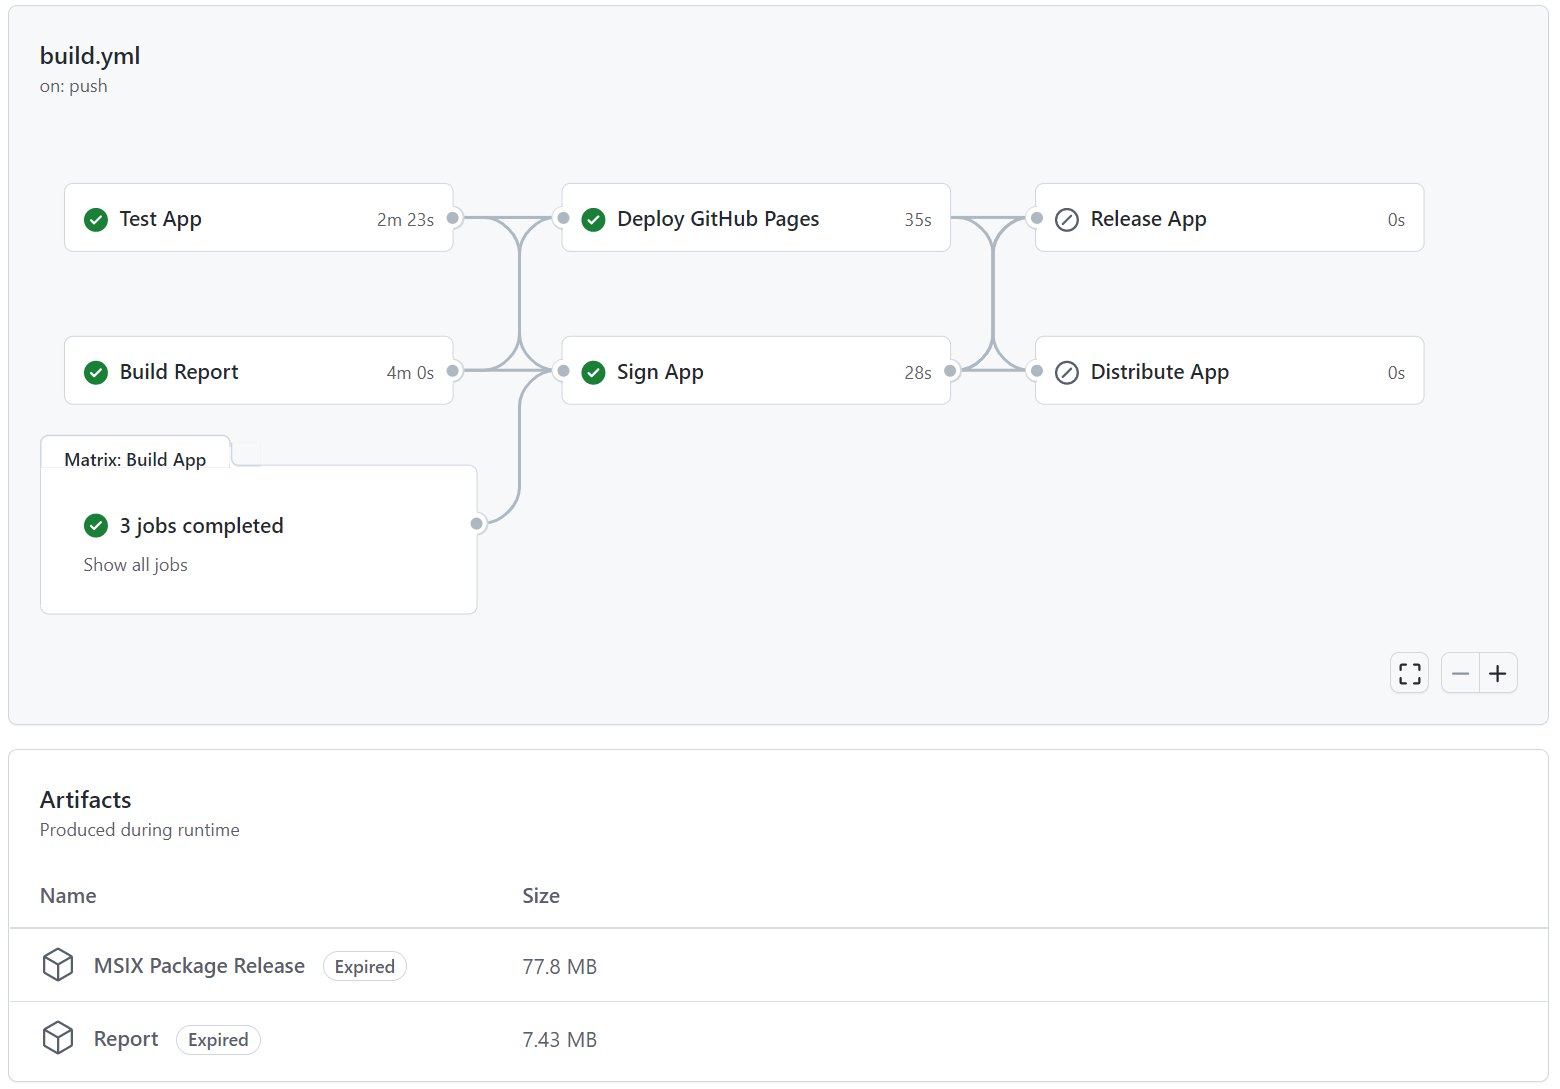 build.yml
on: push
Test App 2m 23s
Deploy GitHub Pages 35s
Release App 0s
Build Report 4m 0s
Sign App 28s
Distribute App 0s
Matrix: Build App
3 jobs completed
Show all jobs
Artifacts
Produced during runtime
Name Size
MSIX Package Release Expired 77.8 MB
Report Expired 7.43 MB